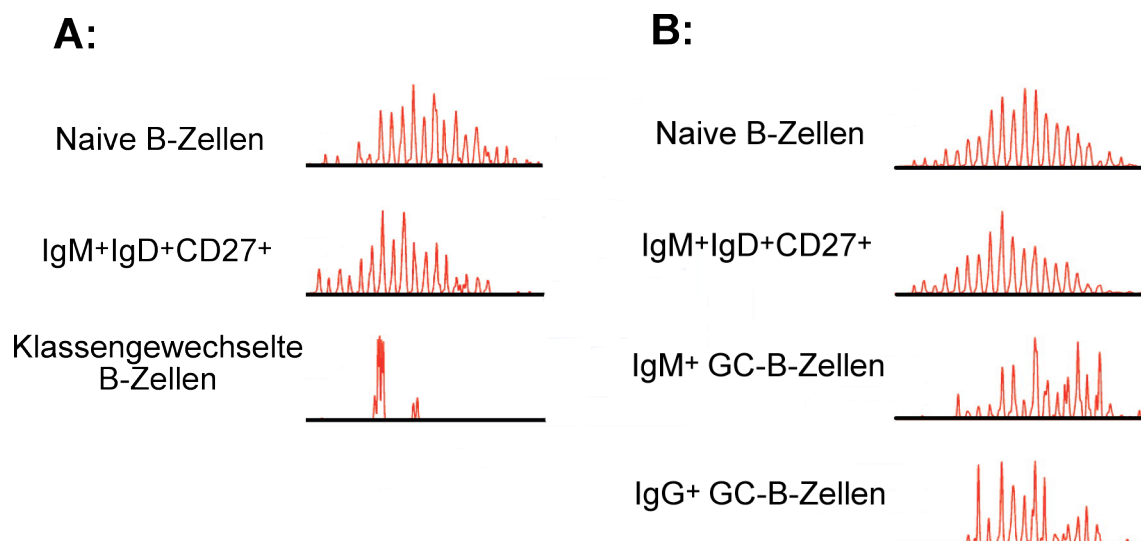 A:
Naive B-Zellen
IgM+IgD+CD27+
Klassengewechselte
B-Zellen
B:
Naive B-Zellen
IgM+IgD+CD27+
IgM+ GC-B-Zellen
IgG+ GC-B-Zellen